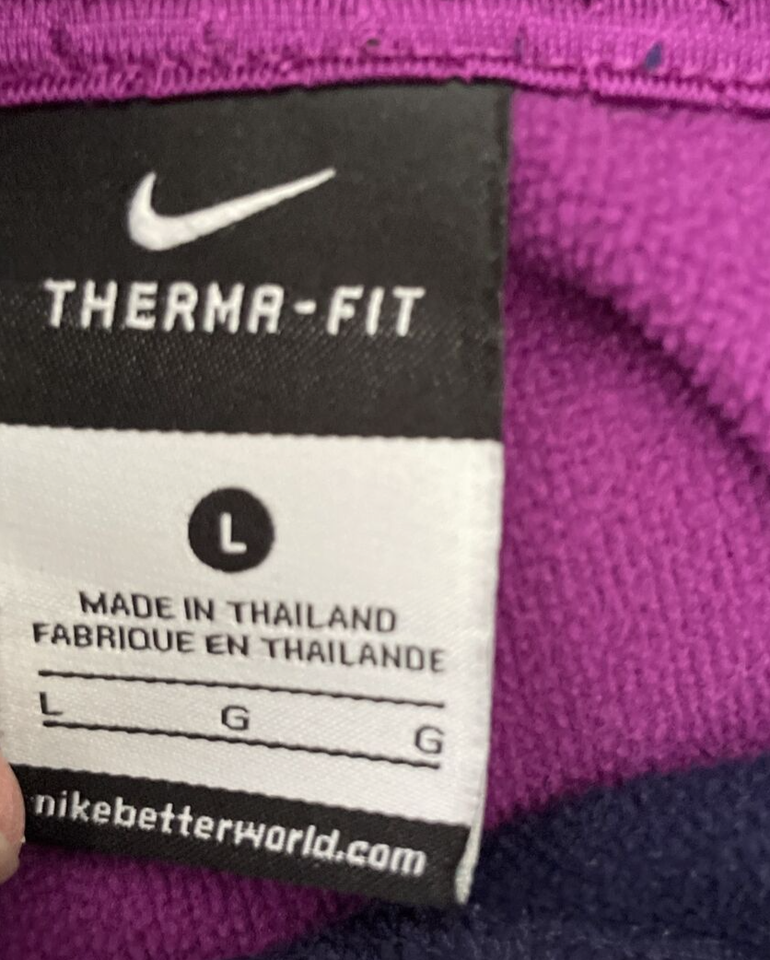 THERMA-FIT
L
MADE IN THAILAND
FABRIQUE EN THAILANDE
L G G
nikebetterworld.com